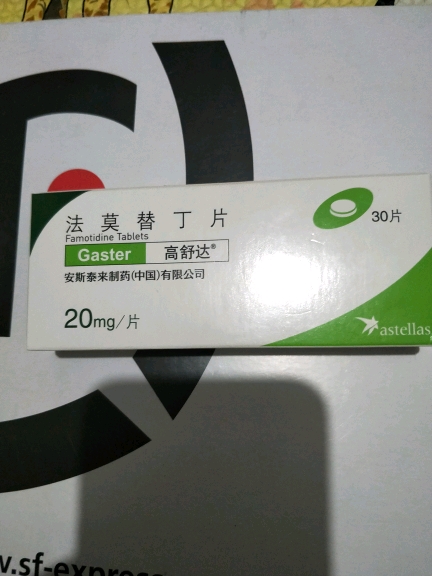 法莫替丁片
Famotidine Tablets
Gaster 高舒达®
安斯泰来制药(中国)有限公司
20mg/片
30片
astellas
w.sf-express